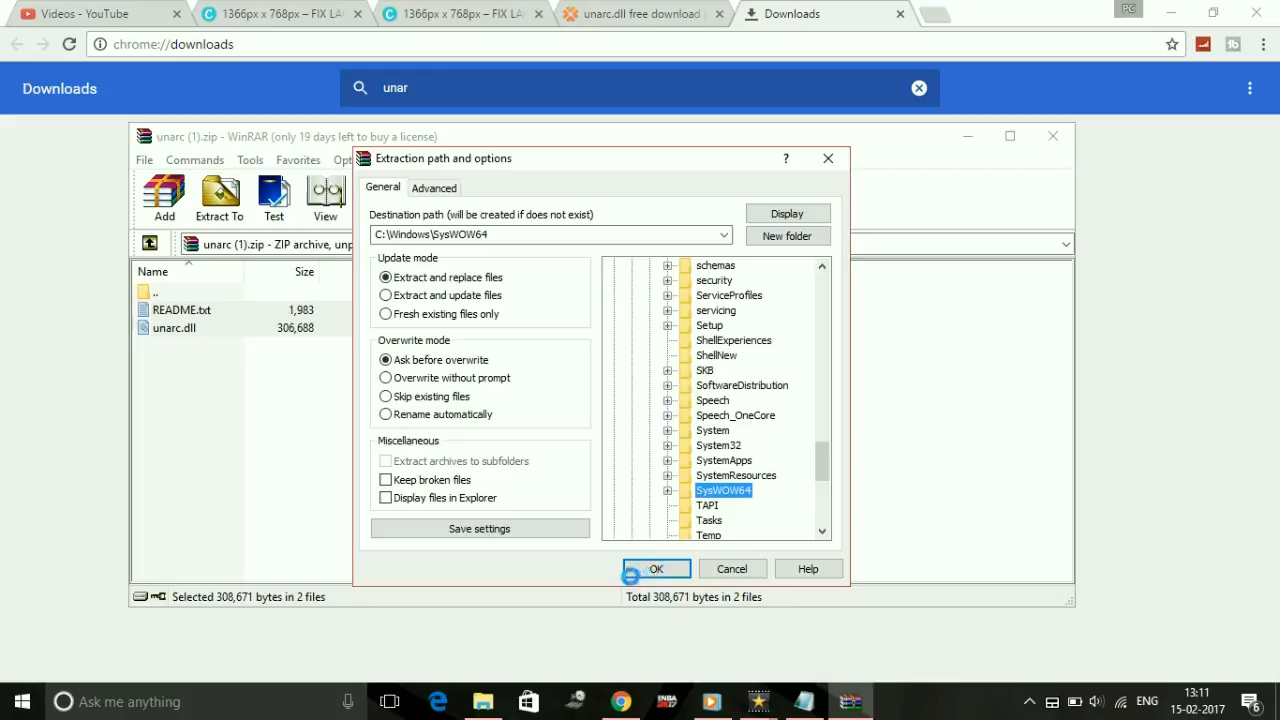 Videos - YouTube
1366px x 768px – FIX LA
1366px x 768px – FIX LA
unarc.dll free download
Downloads
PC
chrome://downloads
Downloads
unar
unarc (1).zip - WinRAR (only 19 days left to buy a license)
File Commands Tools Favorites Opt
Add
Extract To
Test
View
unarc (1).zip - ZIP archive, unp
Name
Size
..
README.txt
1,983
unarc.dll
306,688
Selected 308,671 bytes in 2 files
Total 308,671 bytes in 2 files
Extraction path and options
?
General
Advanced
Destination path (will be created if does not exist)
C:\Windows\SysWOW64
Display
New folder
Update mode
Extract and replace files
Extract and update files
Fresh existing files only
Overwrite mode
Ask before overwrite
Overwrite without prompt
Skip existing files
Rename automatically
Miscellaneous
Extract archives to subfolders
Keep broken files
Display files in Explorer
Save settings
schemas
security
ServiceProfiles
servicing
Setup
ShellExperiences
ShellNew
SKB
SoftwareDistribution
Speech
Speech_OneCore
System
System32
SystemApps
SystemResources
SysWOW64
TAPI
Tasks
Temp
OK
Cancel
Help
Ask me anything
ENG
13:11
15-02-2017
6